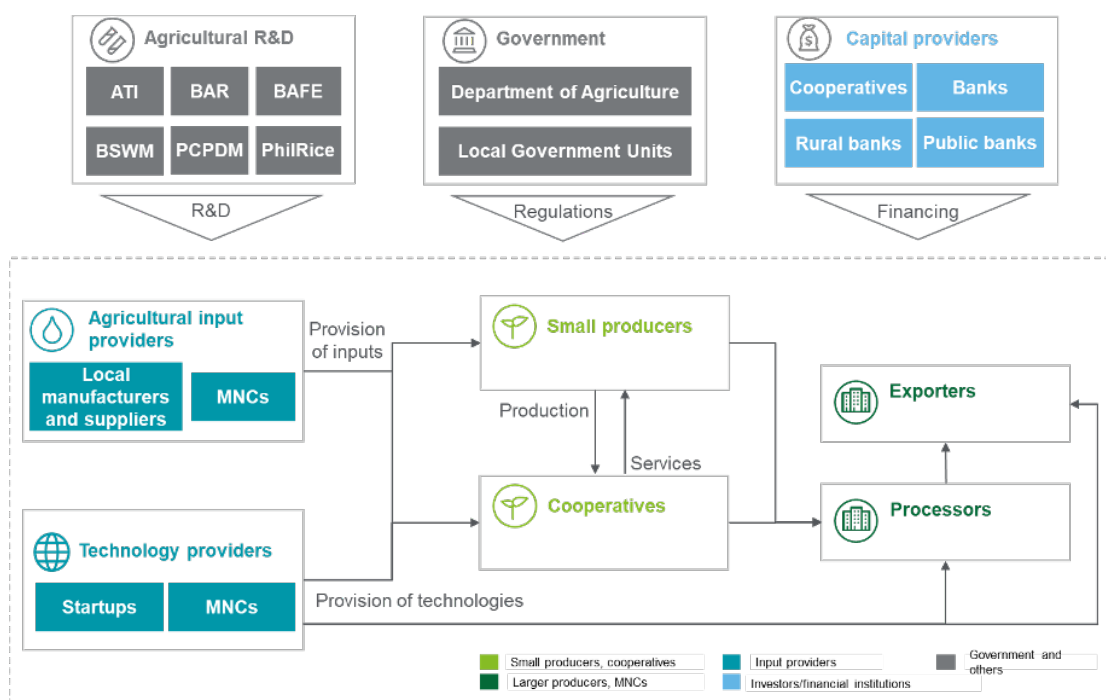 Agricultural R&D
ATI
BAR
BAFE
BSWM
PCPDM
PhilRice
R&D
Government
Department of Agriculture
Local Government Units
Regulations
Capital providers
Cooperatives
Banks
Rural banks
Public banks
Financing
Agricultural input
providers
Local
manufacturers
and suppliers
MNCs
Provision
of inputs
Small producers
Production
Services
Cooperatives
Exporters
Processors
Technology providers
Startups
MNCs
Provision of technologies
Small producers, cooperatives
Larger producers, MNCs
Input providers
Investors/financial institutions
Government and
others